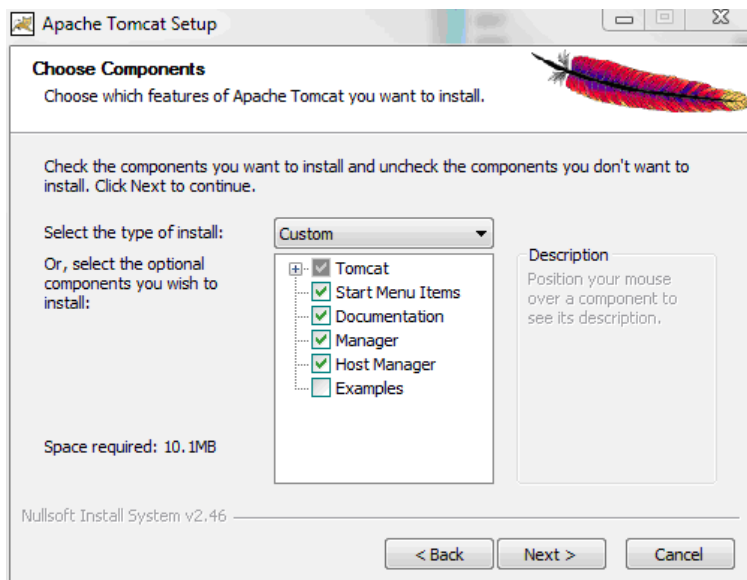 Apache Tomcat Setup
Choose Components
Choose which features of Apache Tomcat you want to install.
Check the components you want to install and uncheck the components you don't want to
install. Click Next to continue.
Select the type of install:
Custom
Or, select the optional
components you wish to
install:
Tomcat
Start Menu Items
Documentation
Manager
Host Manager
Examples
Description
Position your mouse
over a component to
see its description.
Space required: 10.1MB
Nullsoft Install System v2.46
< Back
Next >
Cancel